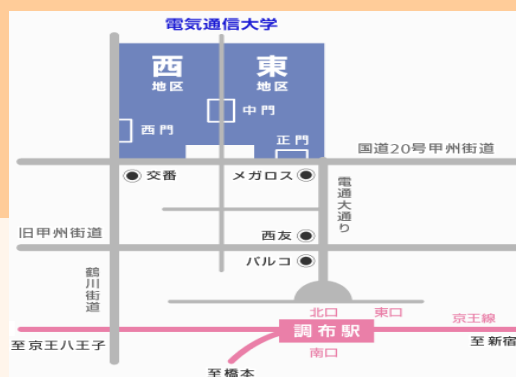 電気通信大学
西
地区
東
地区
中門
西門
正門
国道20号甲州街道
交番
メガロス
電通大通り
旧甲州街道
西友
パルコ
鶴川街道
北口
東口
京王線
調布駅
至京王八王子
至新宿
南口
至橋本